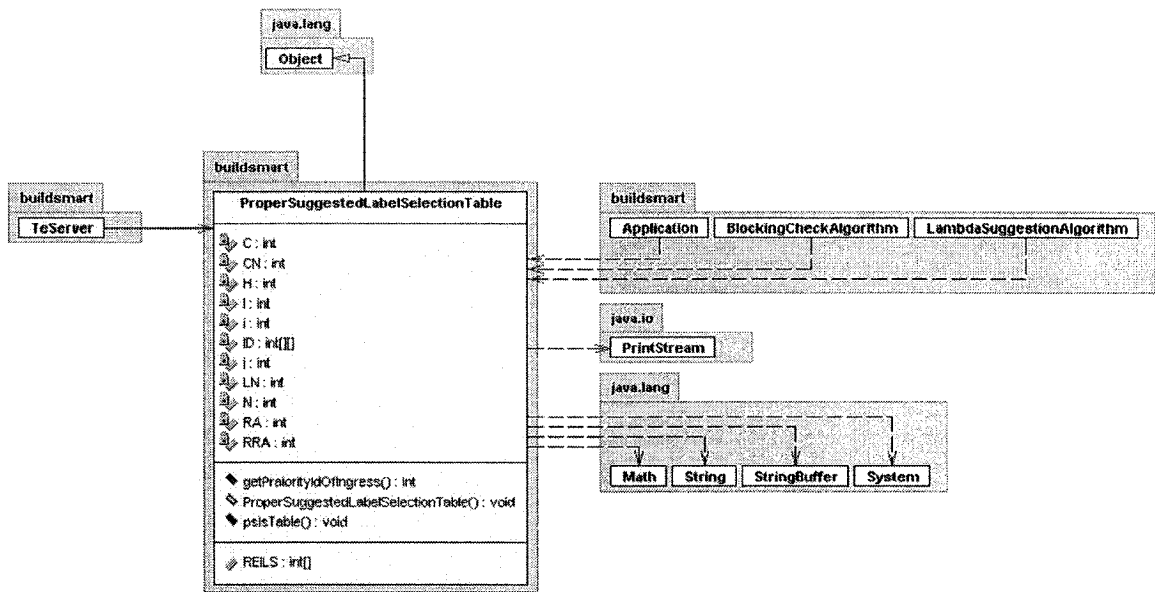 java.lang
Object
buildsmart
TeServer
buildsmart
ProperSuggestedLabelSelectionTable
C : int
CN : int
H : int
I : int
i : int
ID : int[][]
j : int
LN : int
N : int
RA : int
RRA : int
getPraiorityIdOfIngress() : int
ProperSuggestedLabelSelectionTable() : void
pslsTable() : void
REILS : int[]
buildsmart
Application
BlockingCheckAlgorithm
LambdaSuggestionAlgorithm
java.io
PrintStream
java.lang
Math
String
StringBuffer
System